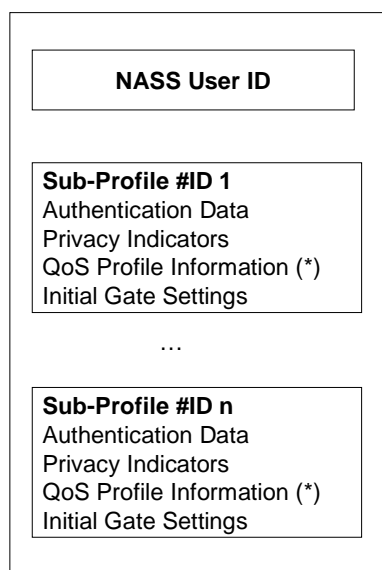 NASS User ID
Sub-Profile #ID 1
Authentication Data
Privacy Indicators
QoS Profile Information (*)
Initial Gate Settings
…
Sub-Profile #ID n
Authentication Data
Privacy Indicators
QoS Profile Information (*)
Initial Gate Settings